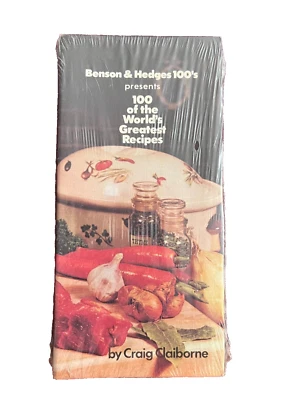 Benson & Hedges 100's
presents
100
of the
World's
Greatest
Recipes
by Craig Claiborne